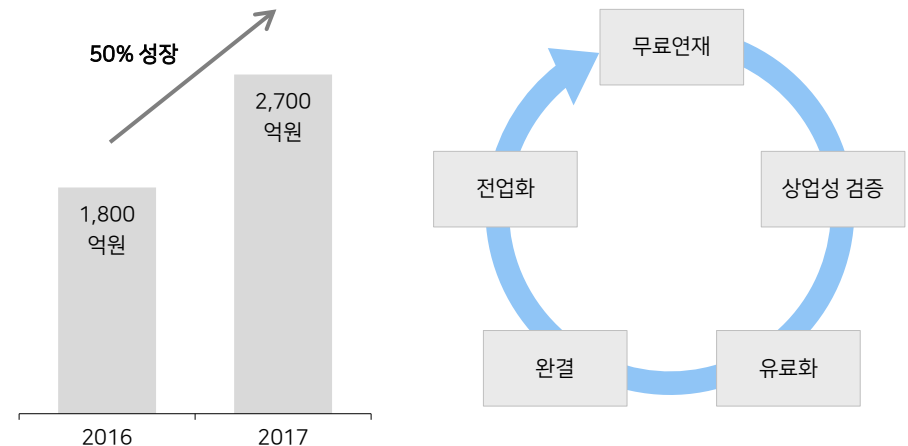 50% 성장
2,700
억원
1,800
억원
2016
2017
무료연재
상업성 검증
유료화
완결
전업화